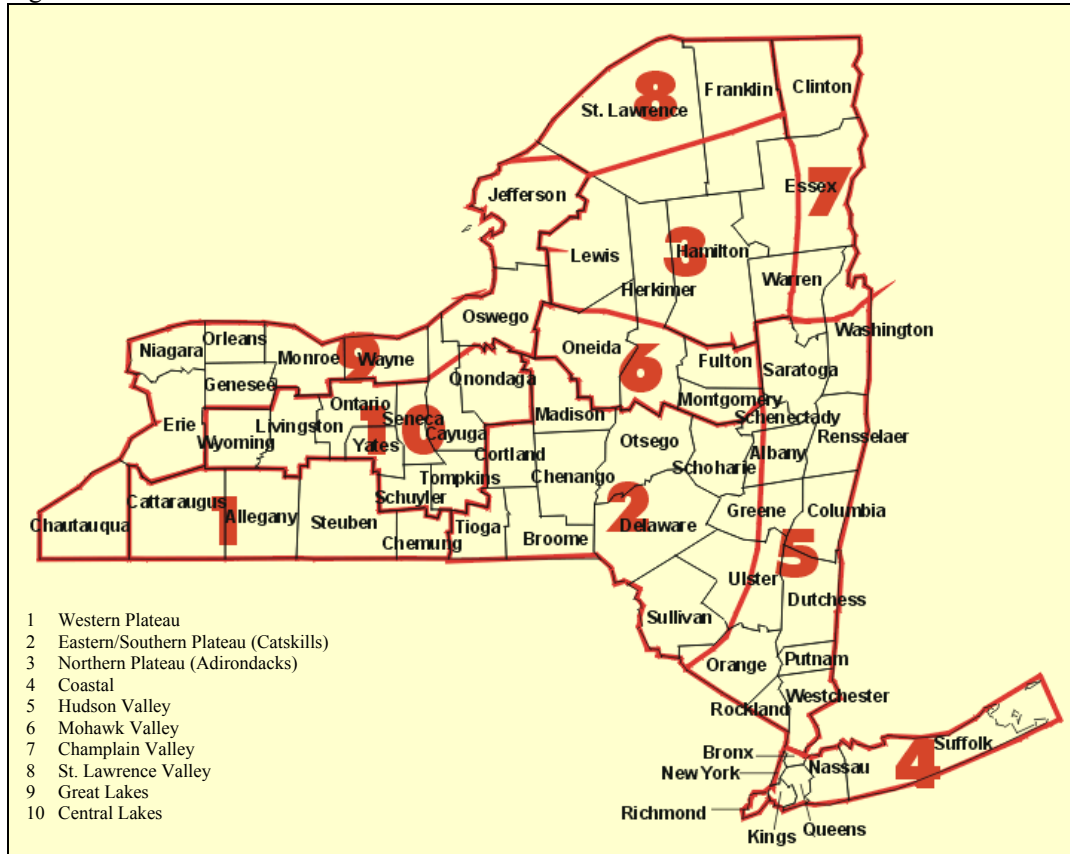 8
St. Lawrence
Franklin
Clinton
Essex
7
Jefferson
Lewis
3
Hamilton
Herkimer
Warren
Washington
Oswego
Oneida
6
Fulton
Saratoga
Montgomery
Schenectady
Niagara
Orleans
Monroe
9
Wayne
Genesee
Onondaga
Ontario
Seneca
10
Cayuga
Madison
Erie
Wyoming
Livingston
Yates
Otsego
Albany
Rensselaer
Cortland
Schoharie
Chenango
Tompkins
Schuyler
Cattaraugus
1
Allegany
Chautauqua
Steuben
Chemung
Tioga
Broome
2
Delaware
Greene
Columbia
5
Ulster
Dutchess
Sullivan
Orange
Putnam
Rockland
Westchester
Bronx
New York
Nassau
Suffolk
4
Richmond
Kings
Queens
1 Western Plateau
2 Eastern/Southern Plateau (Catskills)
3 Northern Plateau (Adirondacks)
4 Coastal
5 Hudson Valley
6 Mohawk Valley
7 Champlain Valley
8 St. Lawrence Valley
9 Great Lakes
10 Central Lakes